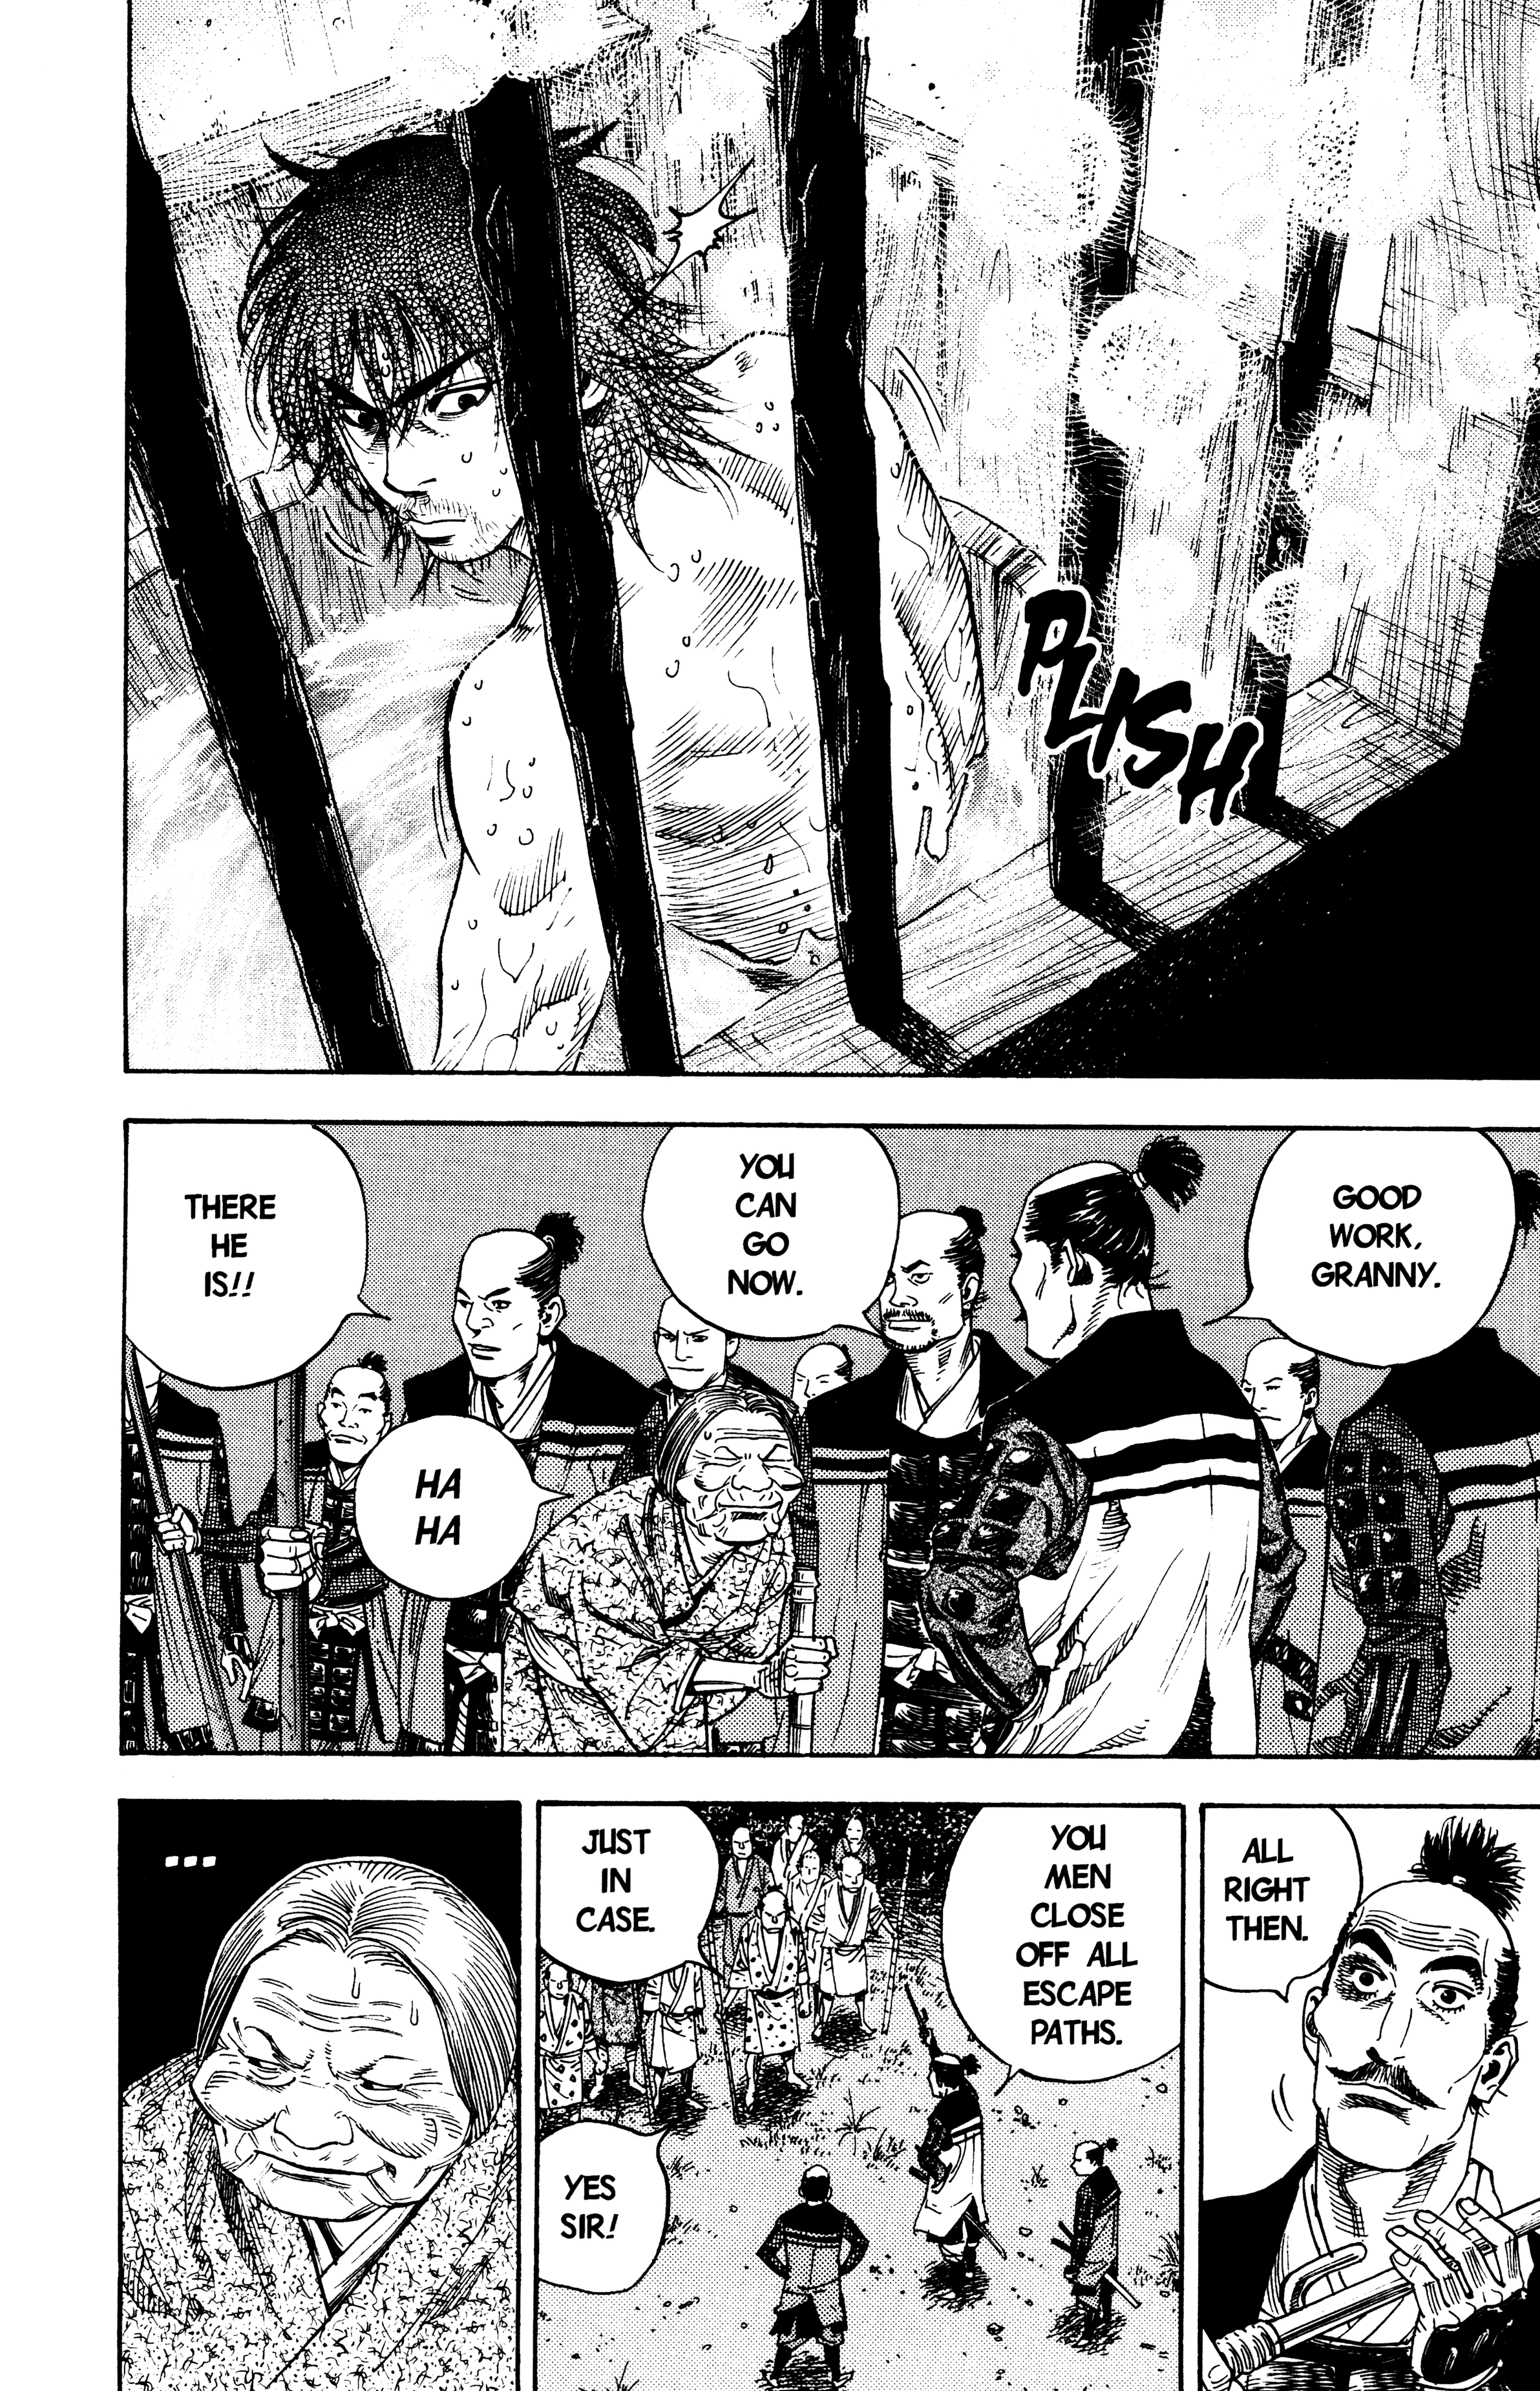 PLISH
GOOD
WORK,
GRANNY.
YOU
CAN
GO
NOW.
HA
HA
THERE
HE
IS!!
ALL
RIGHT
THEN.
YOU
MEN
CLOSE
OFF ALL
ESCAPE
PATHS.
JUST
IN
CASE.
YES
SIR!
...